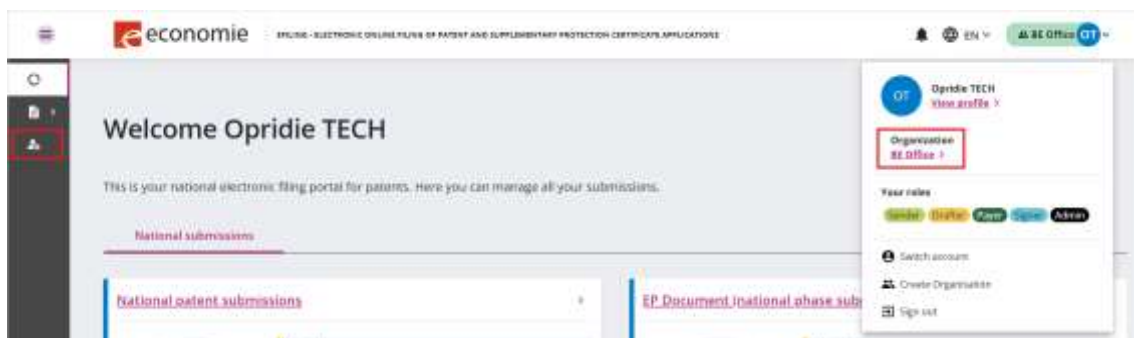 economie
EPILINE - ELECTRONIC ONLINE FILING OF PATENT AND SUPPLEMENTARY PROTECTION CERTIFICATE APPLICATIONS
EN
BE Office OT
OT
Opridie TECH
View profile >
Organization
BE Office >
Your roles
Sender Drafter Payer Signer Admin
Switch account
Create Organisation
Sign out
Welcome Opridie TECH
This is your national electronic filing portal for patents. Here you can manage all your submissions.
National submissions
National patent submissions
EP Document (national phase sub